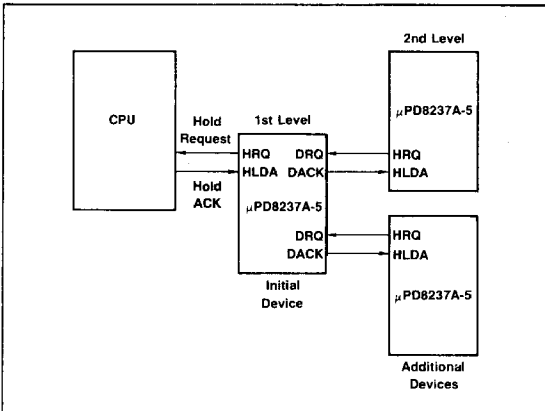 2nd Level
μPD8237A-5
HRQ
HLDA
CPU
Hold
Request
Hold
ACK
1st Level
HRQ
HLDA
DRQ
DACK
μPD8237A-5
DRQ
DACK
Initial
Device
HRQ
HLDA
μPD8237A-5
Additional
Devices